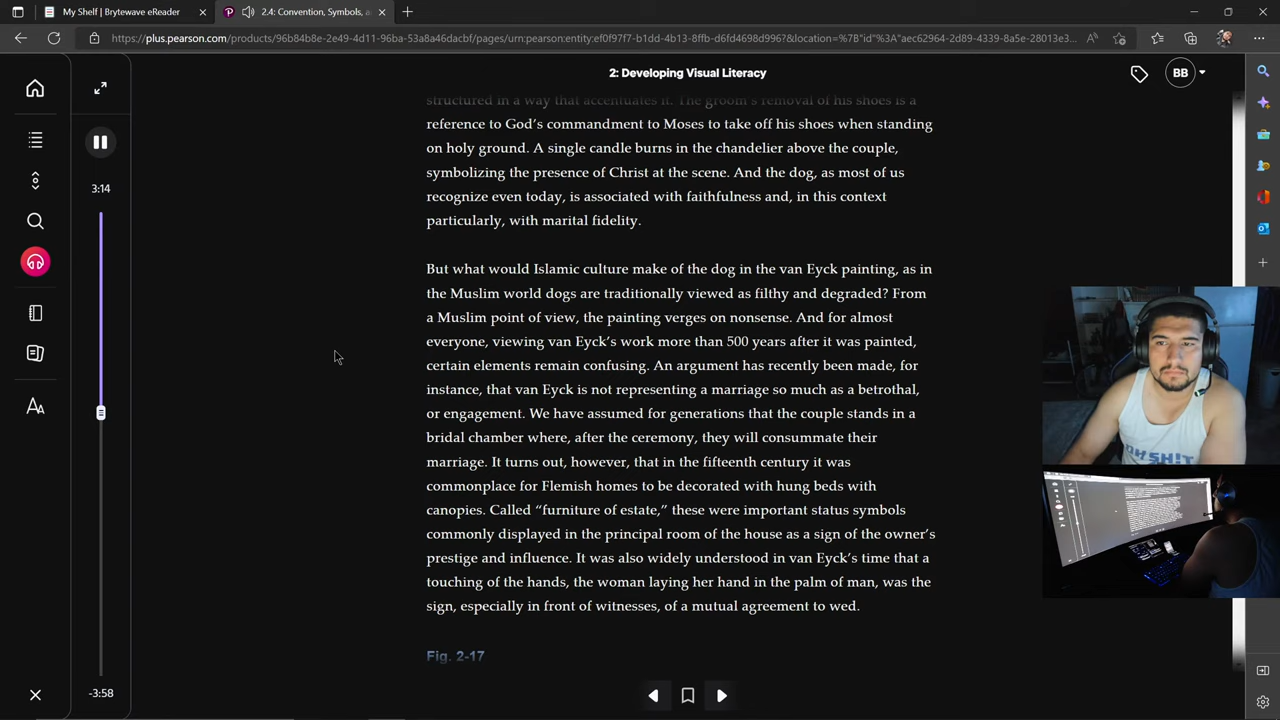 My Shelf | Brytewave eReader
2.4: Convention, Symbols, a
https://plus.pearson.com/products/96b84b8e-2e49-4d11-96ba-53a8a46dacbf/pages/urn:pearson:entity:ef0f97f7-b1dd-4b13-8ffb-d6fd4698d996?&location=%7B"id"%3A"aec62964-2d89-4339-8a5e-28013e3...
2: Developing Visual Literacy
BB
3:14
-3:58
structured in a way that accentuates it. The groom's removal of his shoes is a
reference to God's commandment to Moses to take off his shoes when standing
on holy ground. A single candle burns in the chandelier above the couple,
symbolizing the presence of Christ at the scene. And the dog, as most of us
recognize even today, is associated with faithfulness and, in this context
particularly, with marital fidelity.
But what would Islamic culture make of the dog in the van Eyck painting, as in
the Muslim world dogs are traditionally viewed as filthy and degraded? From
a Muslim point of view, the painting verges on nonsense. And for almost
everyone, viewing van Eyck's work more than 500 years after it was painted,
certain elements remain confusing. An argument has recently been made, for
instance, that van Eyck is not representing a marriage so much as a betrothal,
or engagement. We have assumed for generations that the couple stands in a
bridal chamber where, after the ceremony, they will consummate their
marriage. It turns out, however, that in the fifteenth century it was
commonplace for Flemish homes to be decorated with hung beds with
canopies. Called “furniture of estate,” these were important status symbols
commonly displayed in the principal room of the house as a sign of the owner's
prestige and influence. It was also widely understood in van Eyck's time that a
touching of the hands, the woman laying her hand in the palm of man, was the
sign, especially in front of witnesses, of a mutual agreement to wed.
Fig. 2-17